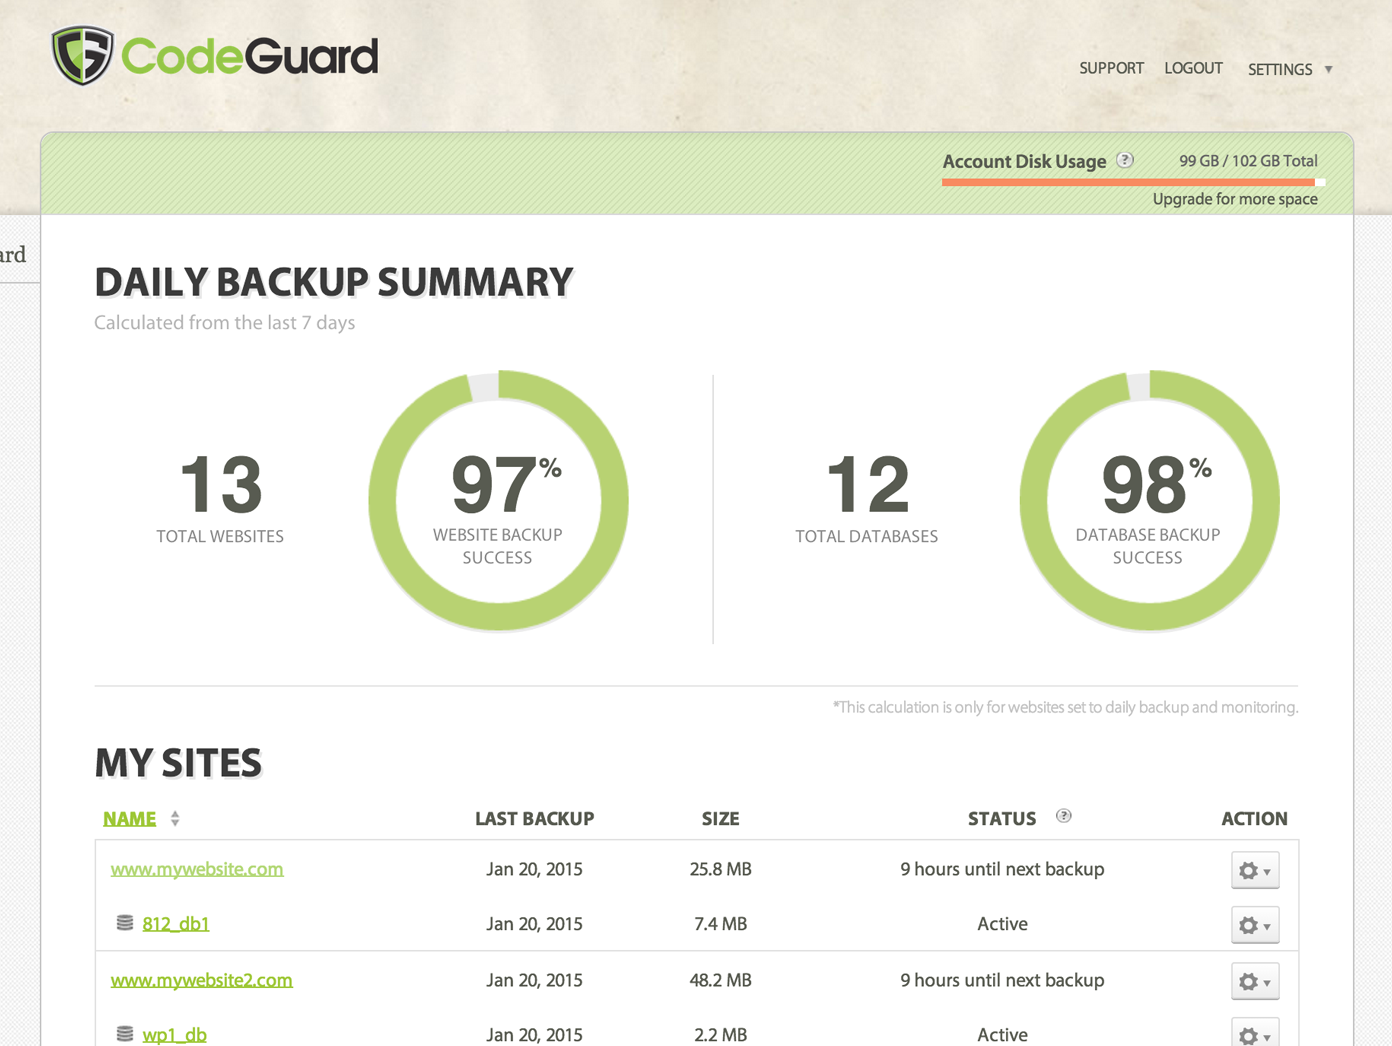 CodeGuard
SUPPORT LOGOUT SETTINGS
Account Disk Usage ? 99 GB / 102 GB Total
Upgrade for more space
ard
DAILY BACKUP SUMMARY
Calculated from the last 7 days
13
TOTAL WEBSITES
97%
WEBSITE BACKUP
SUCCESS
12
TOTAL DATABASES
98%
DATABASE BACKUP
SUCCESS
*This calculation is only for websites set to daily backup and monitoring.
MY SITES
NAME LAST BACKUP SIZE STATUS ? ACTION
www.mywebsite.com Jan 20, 2015 25.8 MB 9 hours until next backup
812_db1 Jan 20, 2015 7.4 MB Active
www.mywebsite2.com Jan 20, 2015 48.2 MB 9 hours until next backup
wp1_db Jan 20, 2015 2.2 MB Active